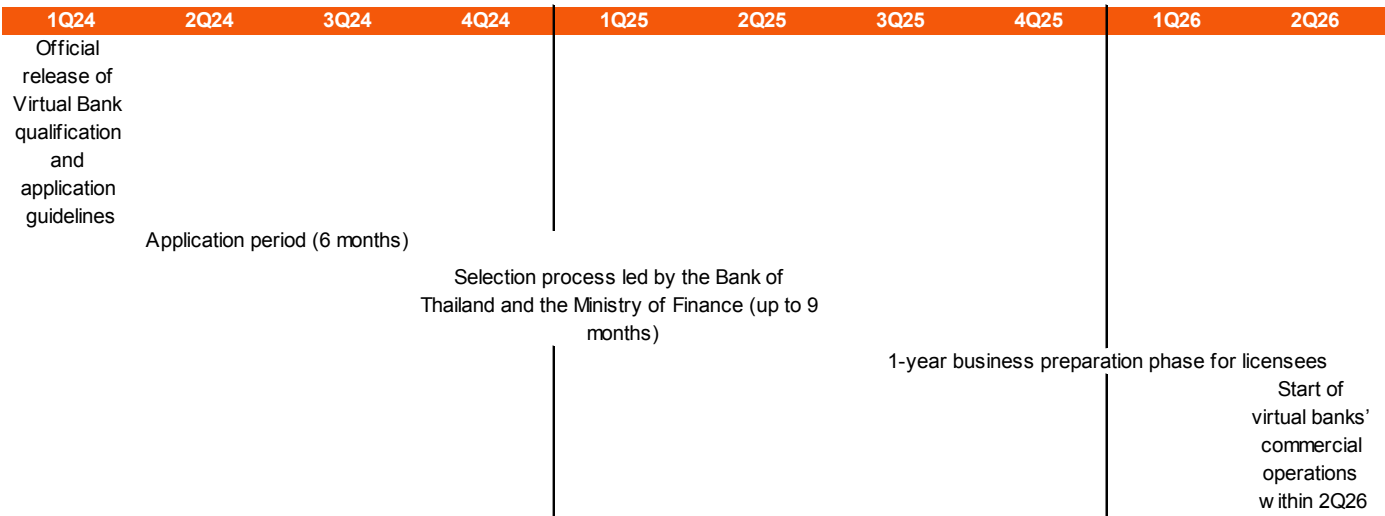 1Q24 2Q24 3Q24 4Q24 1Q25 2Q25 3Q25 4Q25 1Q26 2Q26
Official
release of
Virtual Bank
qualification
and
application
guidelines
Application period (6 months)
Selection process led by the Bank of
Thailand and the Ministry of Finance (up to 9
months)
1-year business preparation phase for licensees
Start of
virtual banks’
commercial
operations
within 2Q26